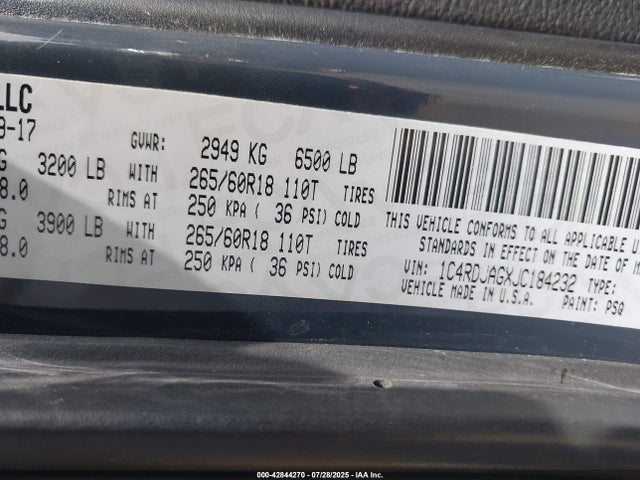 LLC
9-17
GVWR: 2949 KG 6500 LB
G 3200 LB WITH 265/60R18 110T TIRES
8.0 RIMS AT 250 KPA ( 36 PSI) COLD
G 3900 LB WITH 265/60R18 110T TIRES
8.0 RIMS AT 250 KPA ( 36 PSI) COLD
THIS VEHICLE CONFORMS TO ALL APPLICABLE
STANDARDS IN EFFECT ON THE DATE OF M
VIN: 1C4RDJAGXJC184232 TYPE:
VEHICLE MADE IN U.S.A. PAINT: PSQ
000-42844270 - 07/28/2025 - IAA Inc.